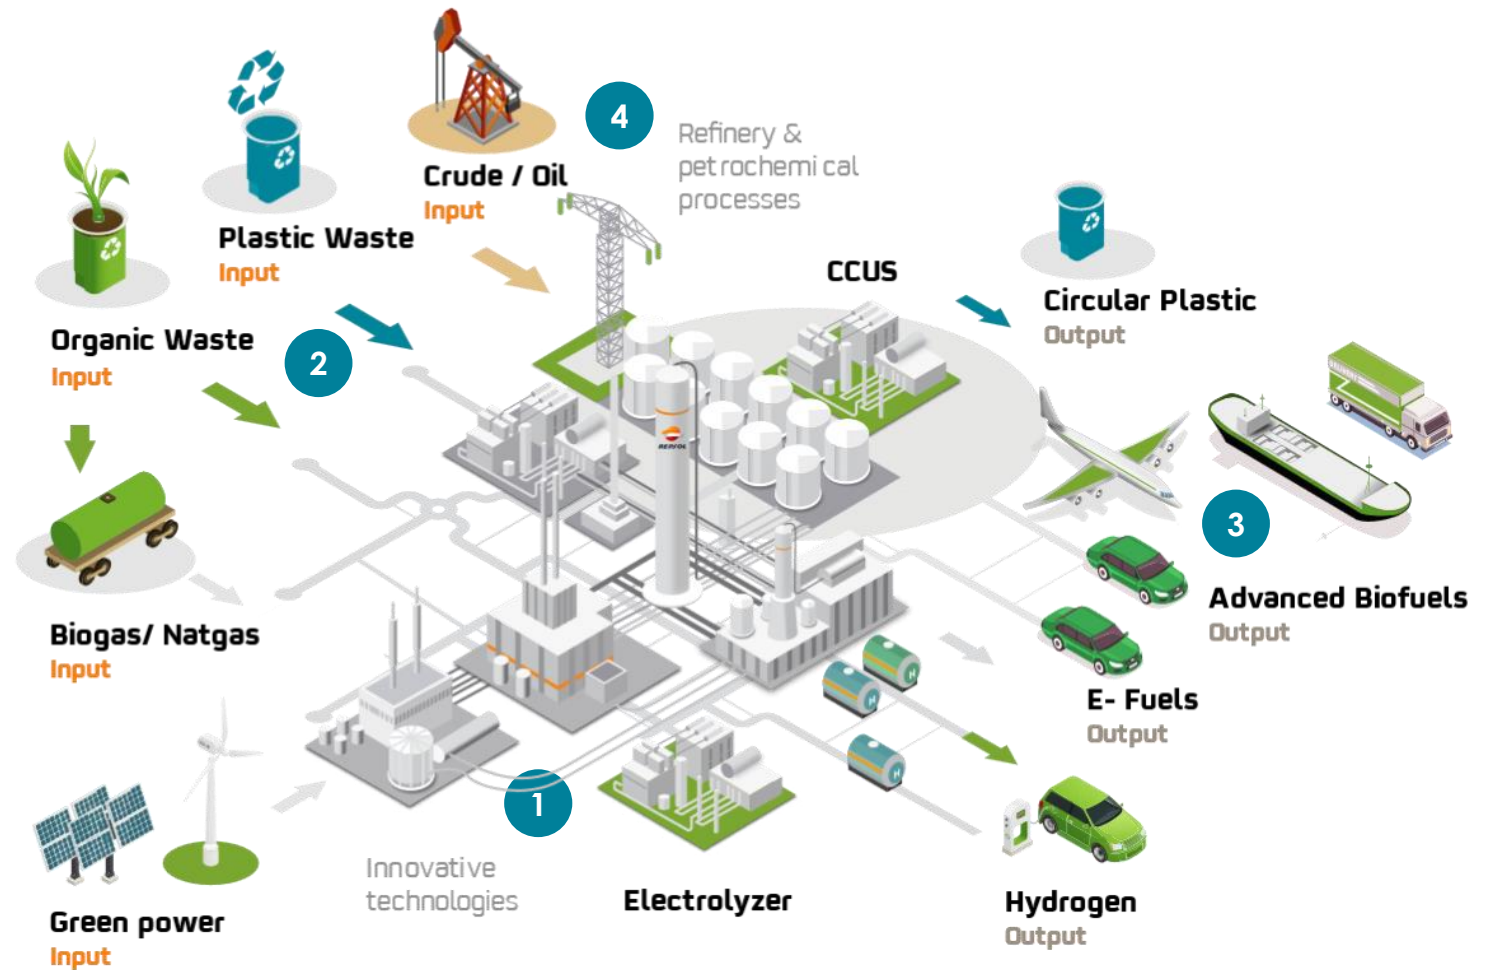 4
Refinery &
petrochemical
processes
Crude / Oil
Input
Plastic Waste
Input
CCUS
Circular Plastic
Output
Organic Waste
Input
2
REPSOL
3
Advanced Biofuels
Output
Biogas/ Natgas
Input
E- Fuels
Output
H
H
H
1
Innovative
technologies
Electrolyzer
Hydrogen
Output
Green power
Input